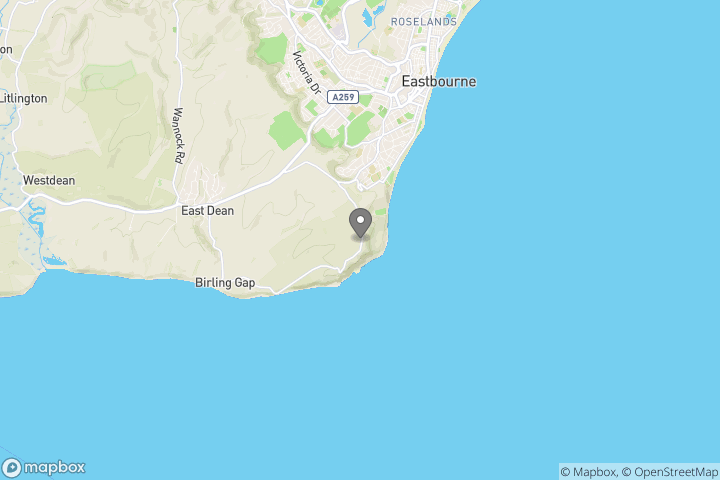 ROSELANDS
on
Victoria Dr
Eastbourne
A259
Litlington
Wannock Rd
Westdean
East Dean
Birling Gap
mapbox
© Mapbox, © OpenStreetMap